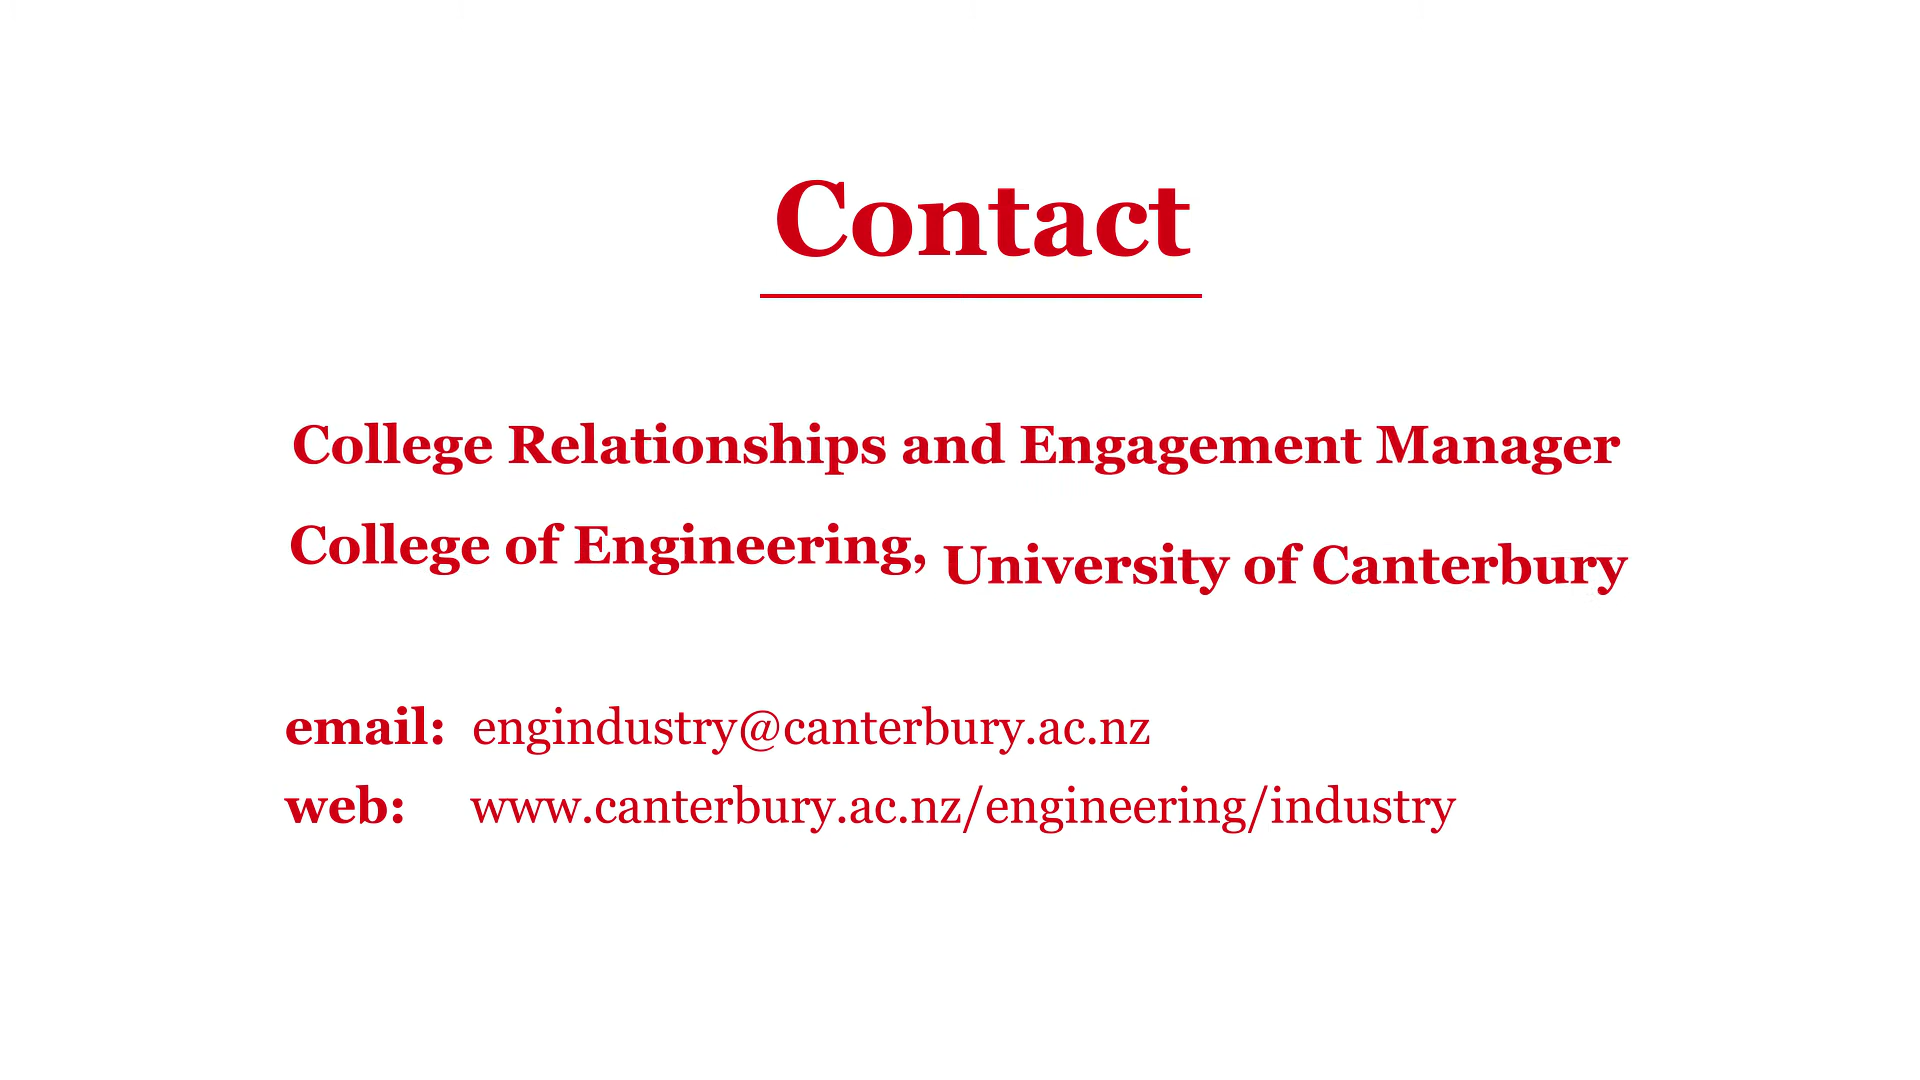 Contact
College Relationships and Engagement Manager
College of Engineering, University of Canterbury
email: engindustry@canterbury.ac.nz
web: www.canterbury.ac.nz/engineering/industry